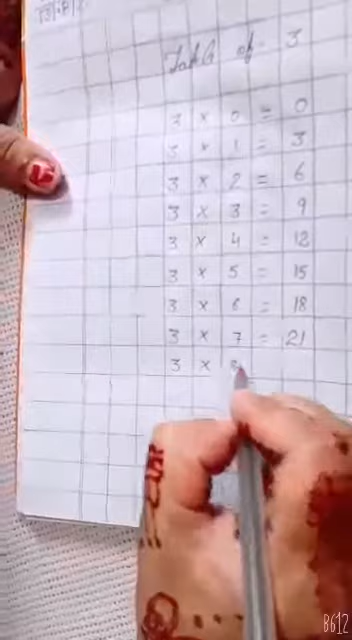 Table of 3
3 × 0 = 0
3 × 1 = 3
3 × 2 = 6
3 × 3 = 9
3 × 4 = 12
3 × 5 = 15
3 × 6 = 18
3 × 7 = 21
3 × 8
B612